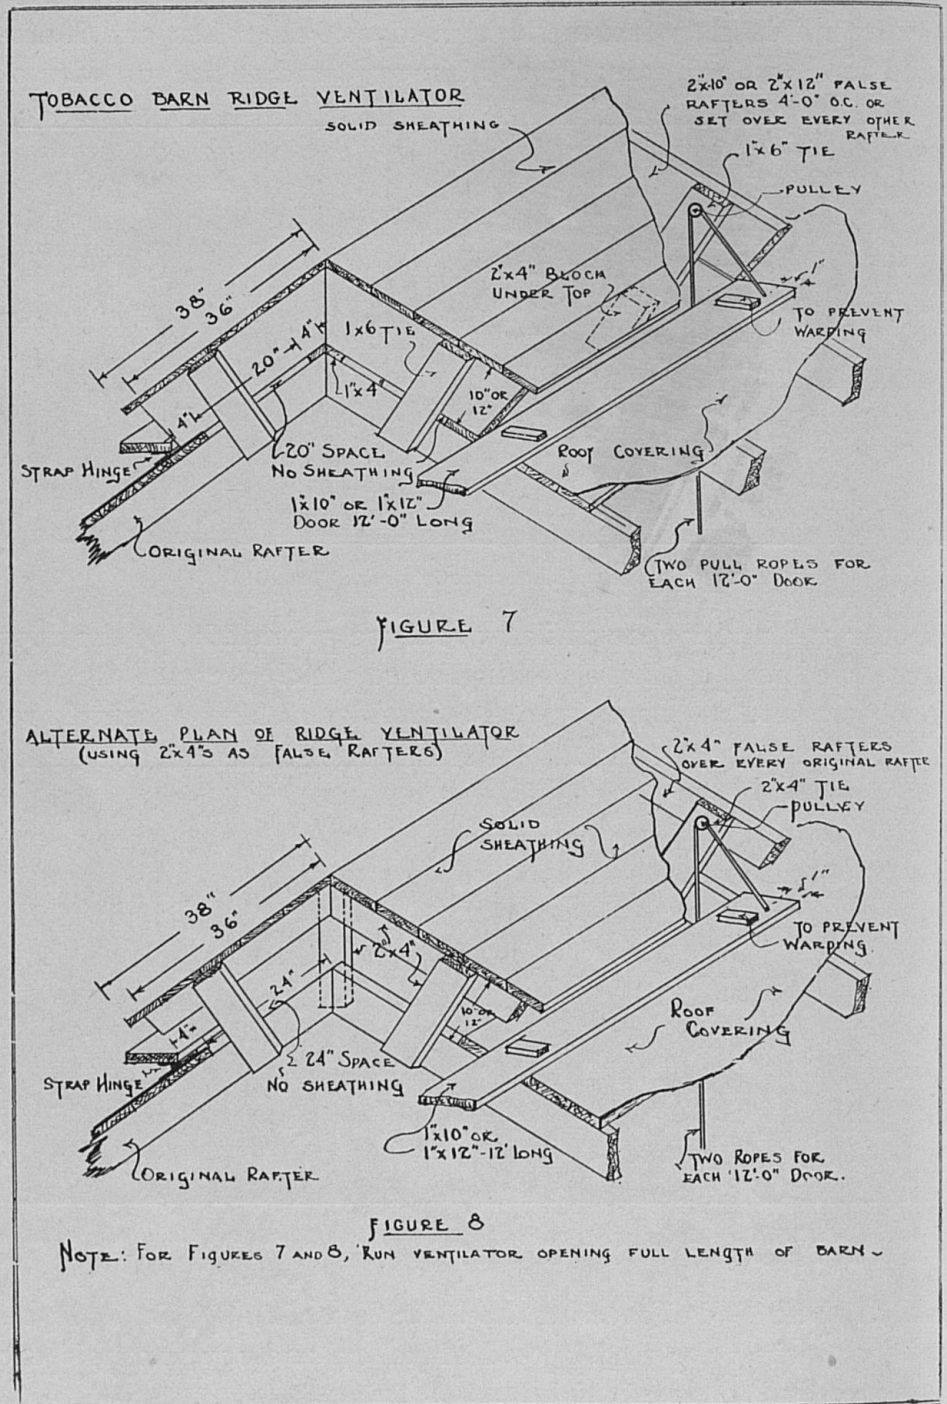 TOBACCO BARN RIDGE VENTILATOR
SOLID SHEATHING
2"x10" OR 2"x12" FALSE
RAFTERS 4'-0" O.C. OR
SET OVER EVERY OTHER
RAFTER
1"x6" TIE
PULLEY
2"x4" BLOCK
UNDER TOP
1"
TO PREVENT
WARPING
38"
36"
4"
20"
1x6 TIE
1"x4"
10" OR
12"
4"
STRAP HINGE
20" SPACE
NO SHEATHING
ROOF COVERING
1"x10" OR 1"x12"
DOOR 12'-0" LONG
ORIGINAL RAFTER
TWO PULL ROPES FOR
EACH 12'-0" DOOR
FIGURE 7
ALTERNATE PLAN OF RIDGE VENTILATOR
(USING 2"x4"s AS FALSE RAFTERS)
2"x4" FALSE RAFTERS
OVER EVERY ORIGINAL RAFTE
2"x4" TIE
PULLEY
SOLID
SHEATHING
1"
38"
36"
TO PREVENT
WARPING
2"x4"
24"
10" OR
12"
ROOF
COVERING
4"
24" SPACE
NO SHEATHING
STRAP HINGE
1"x10" OR
1"x12"-12' LONG
TWO ROPES FOR
EACH 12'-0" DOOR.
ORIGINAL RAFTER
FIGURE 8
NOTE: FOR FIGURES 7 AND 8, RUN VENTILATOR OPENING FULL LENGTH OF BARN